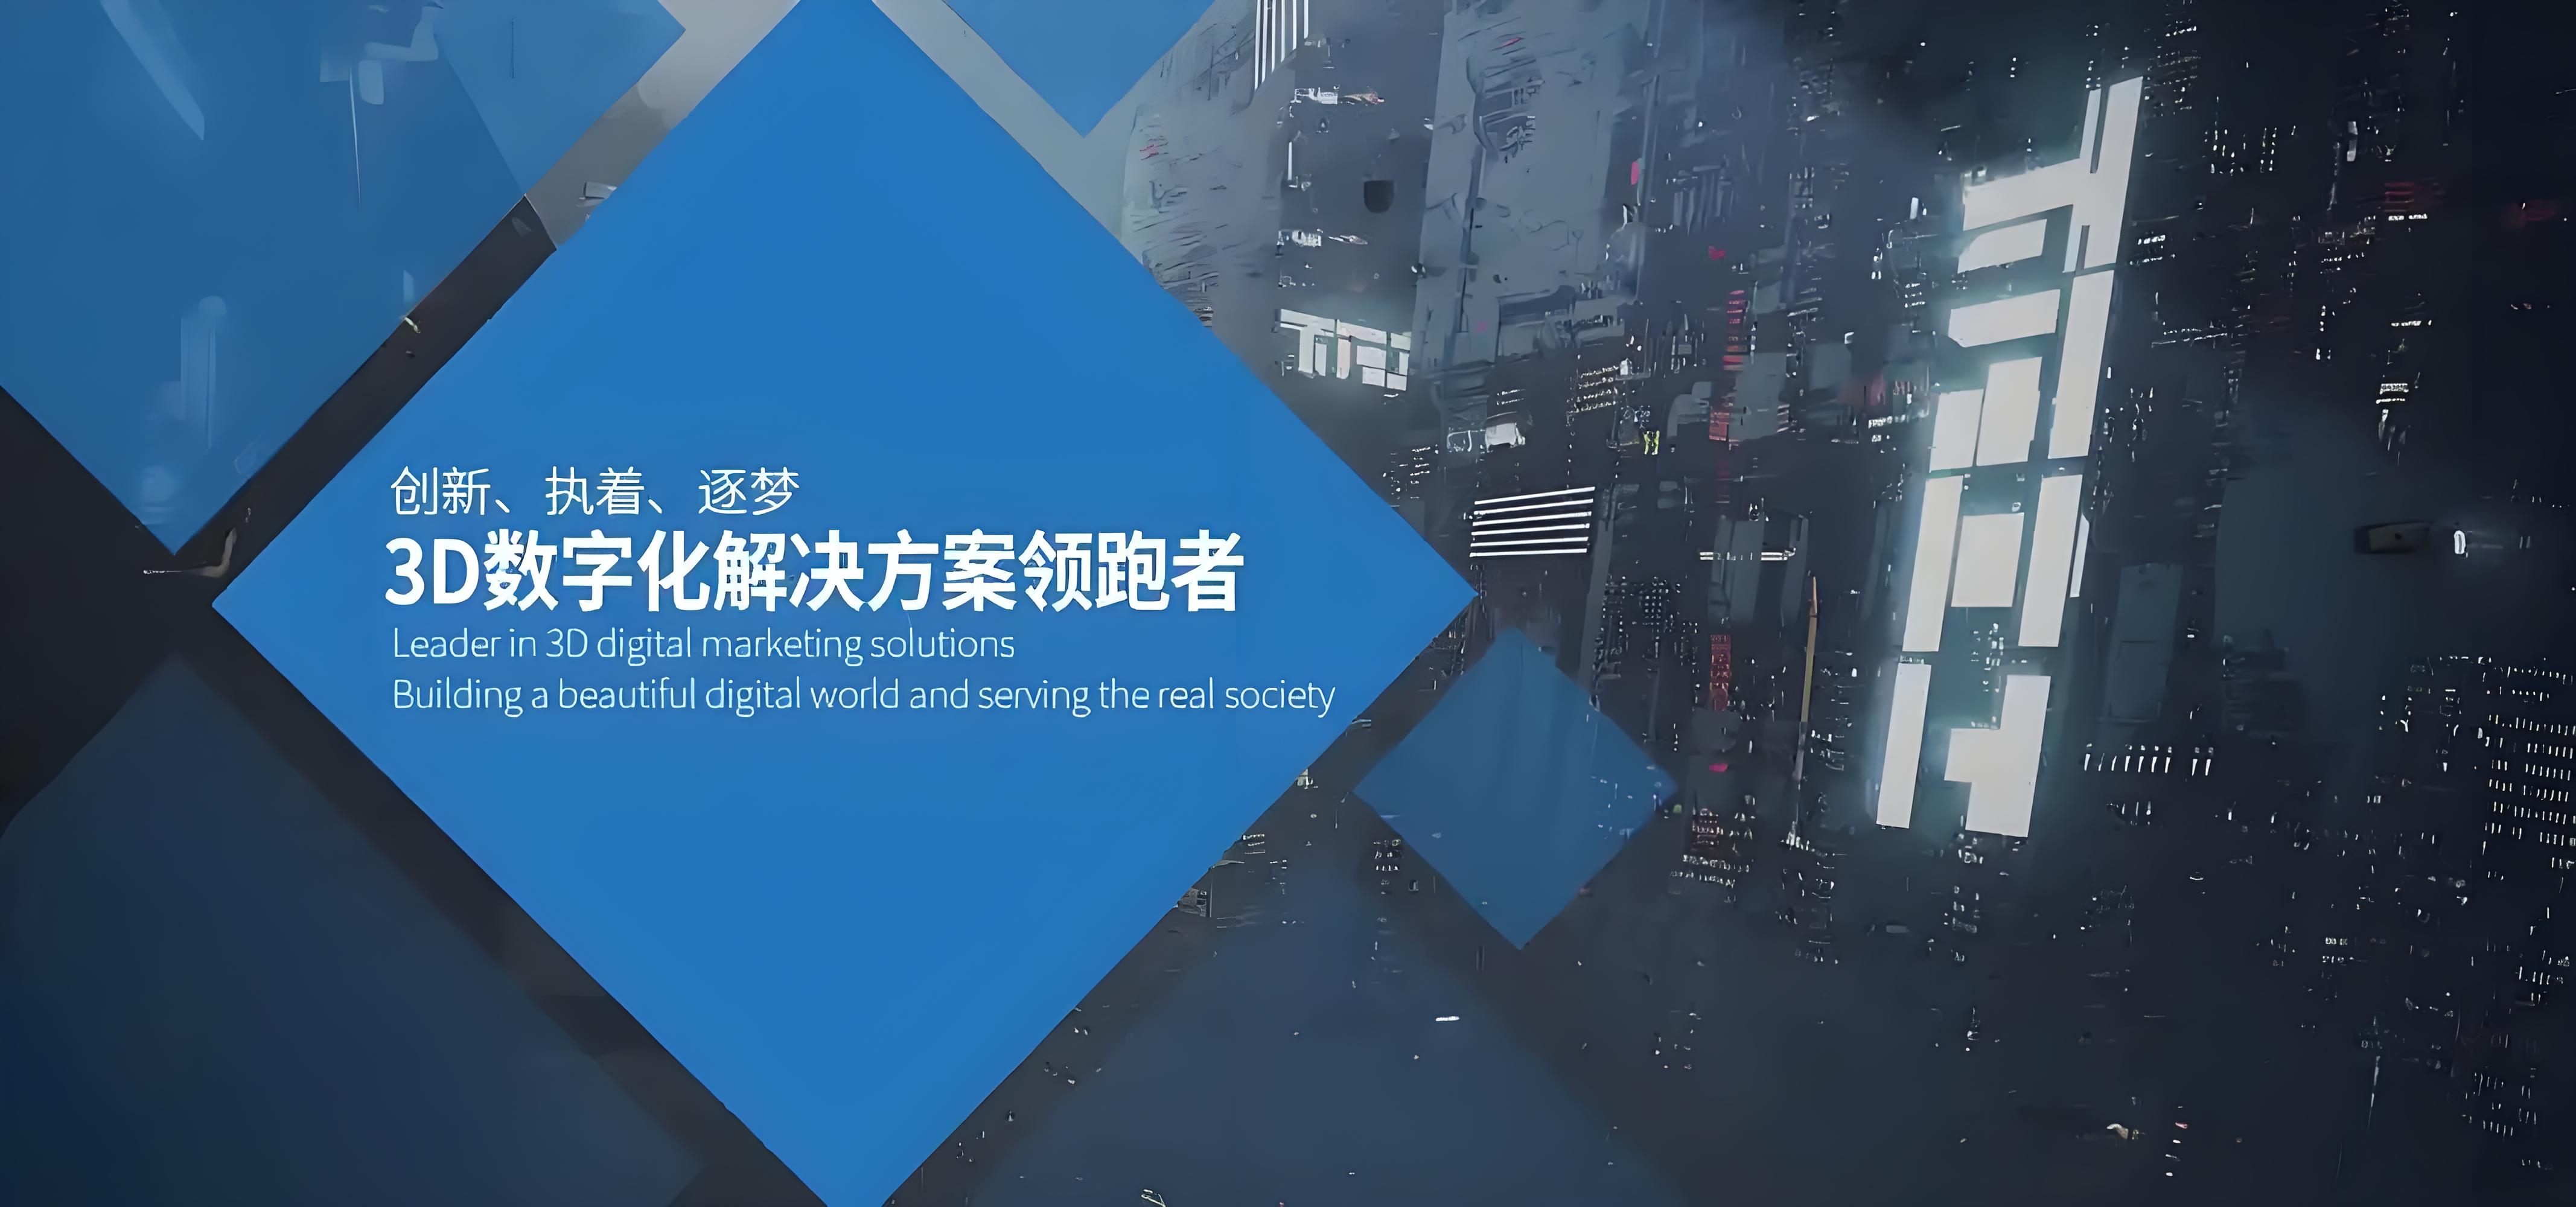 创新、执着、逐梦
3D数字化解决方案领跑者
Leader in 3D digital marketing solutions
Building a beautiful digital world and serving the real society